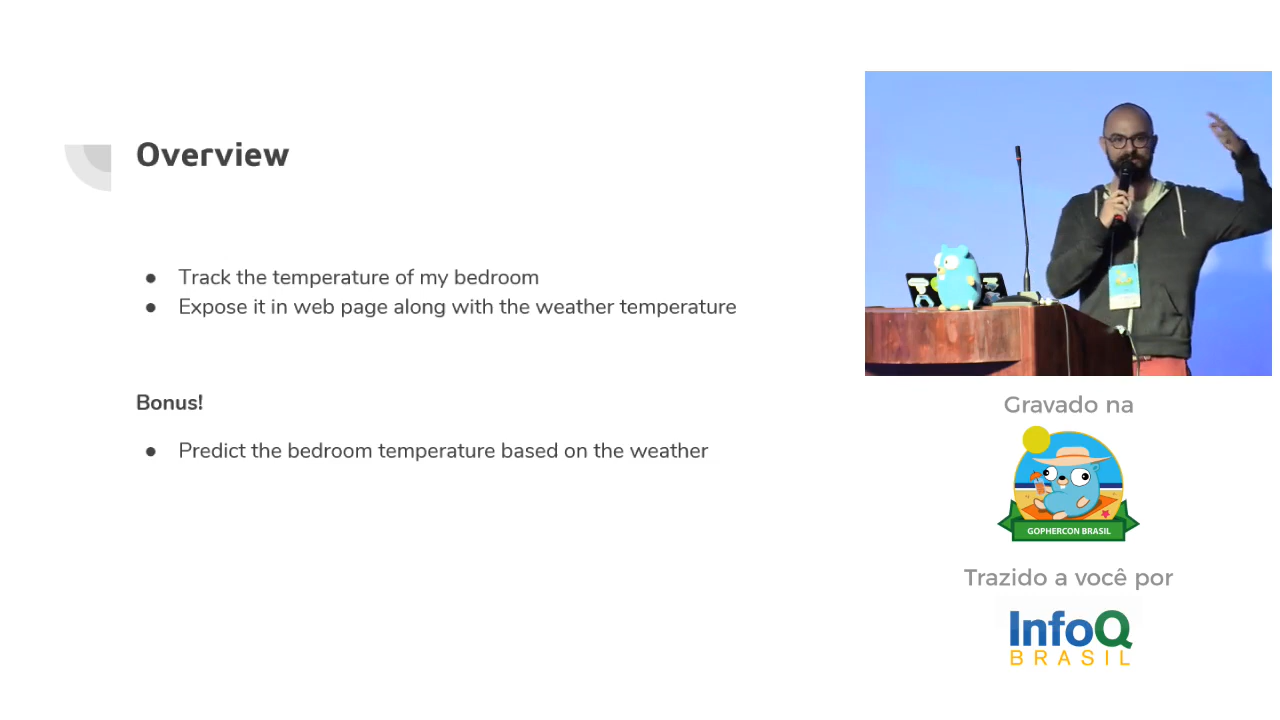 Overview
● Track the temperature of my bedroom
● Expose it in web page along with the weather temperature
Bonus!
● Predict the bedroom temperature based on the weather
Gravado na
GOPHERCON BRASIL
Trazido a você por
InfoQ
BRASIL